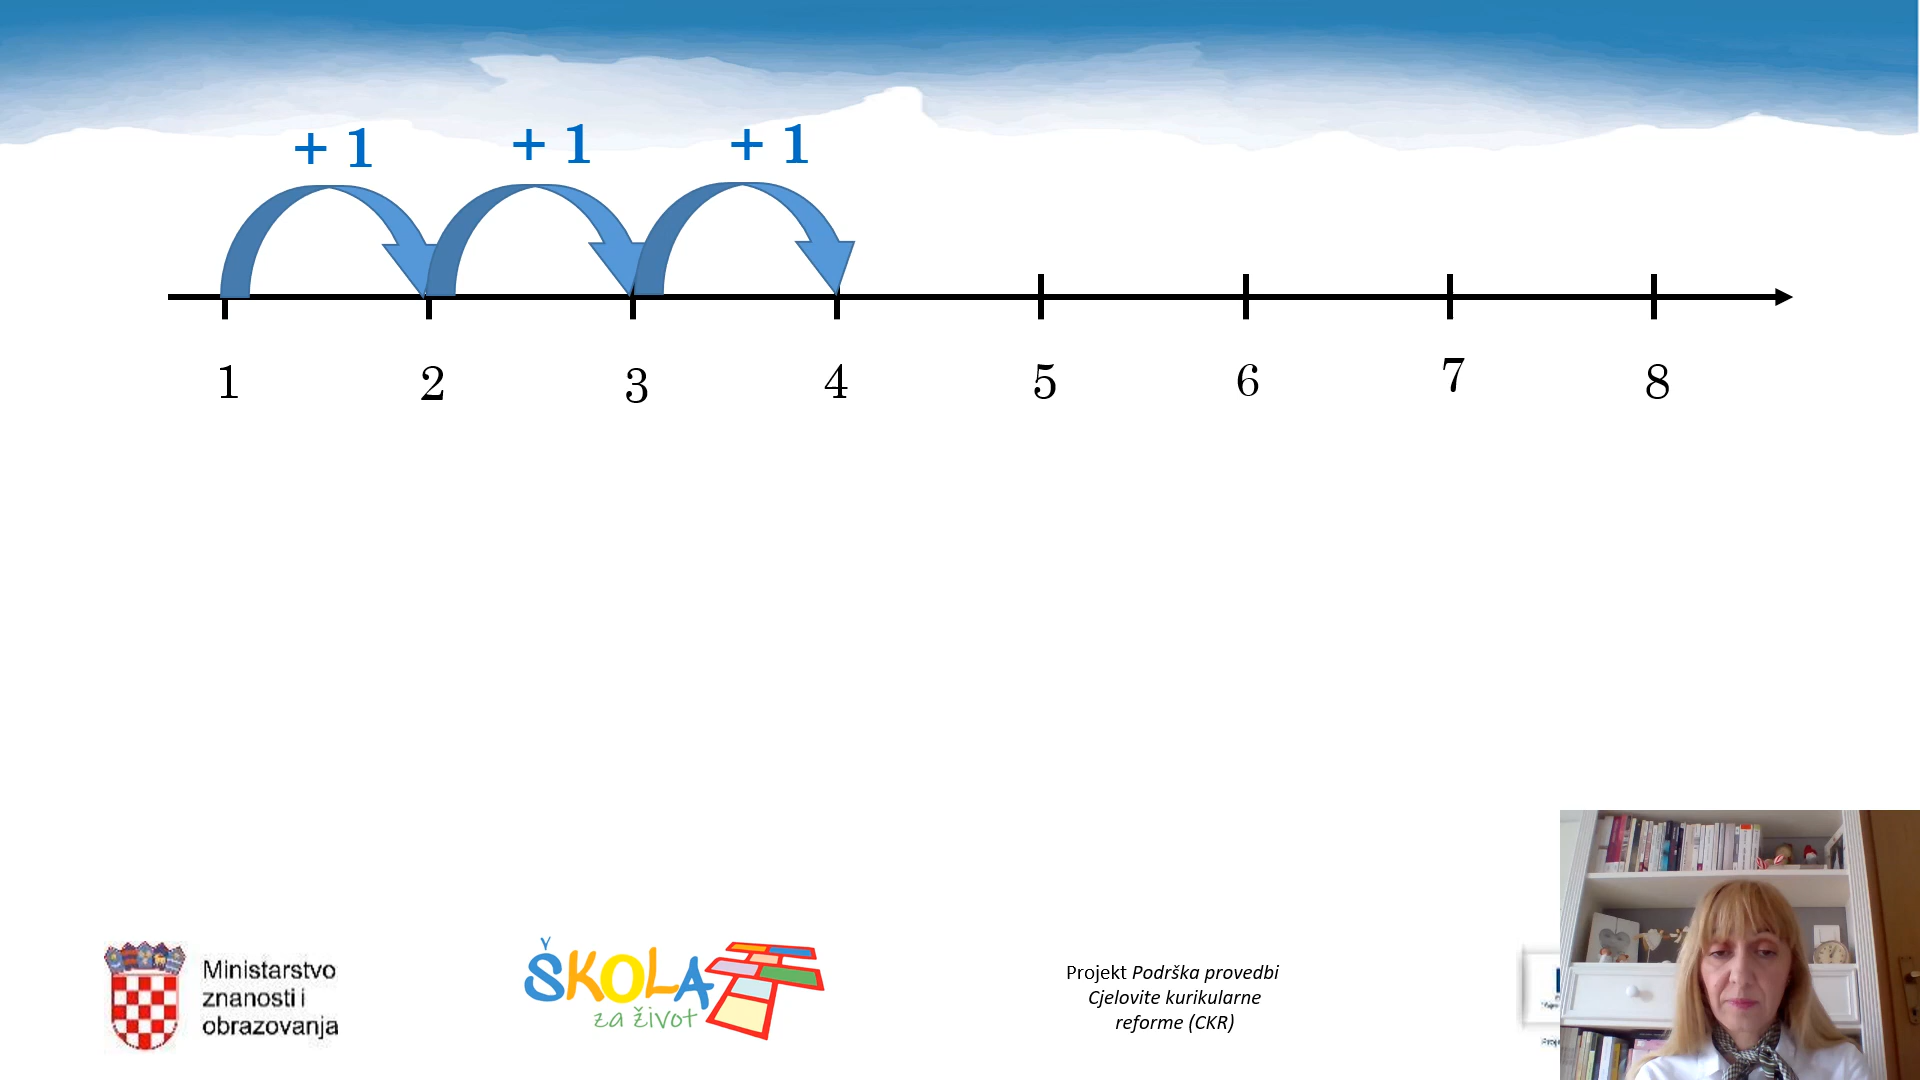 + 1 + 1 + 1
1 2 3 4 5 6 7 8
Ministarstvo
znanosti i
obrazovanja
ŠKOLA
za život
Projekt Podrška provedbi
Cjelovite kurikularne
reforme (CKR)